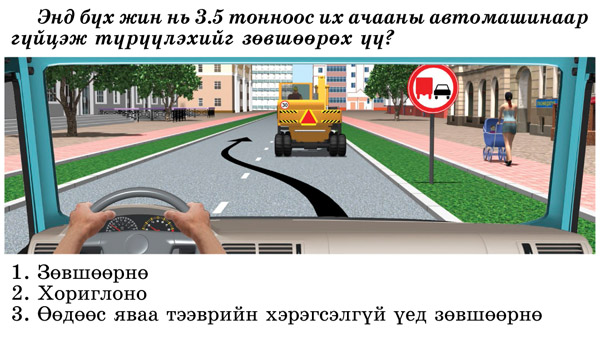 Энд бүх жин нь 3.5 тонноос их ачааны автомашинаар
гүйцэж түрүүлэхийг зөвшөөрөх үү?
30
1. Зөвшөөрнө
2. Хориглоно
3. Өөдөөс яваа тээврийн хэрэгсэлгүй үед зөвшөөрнө